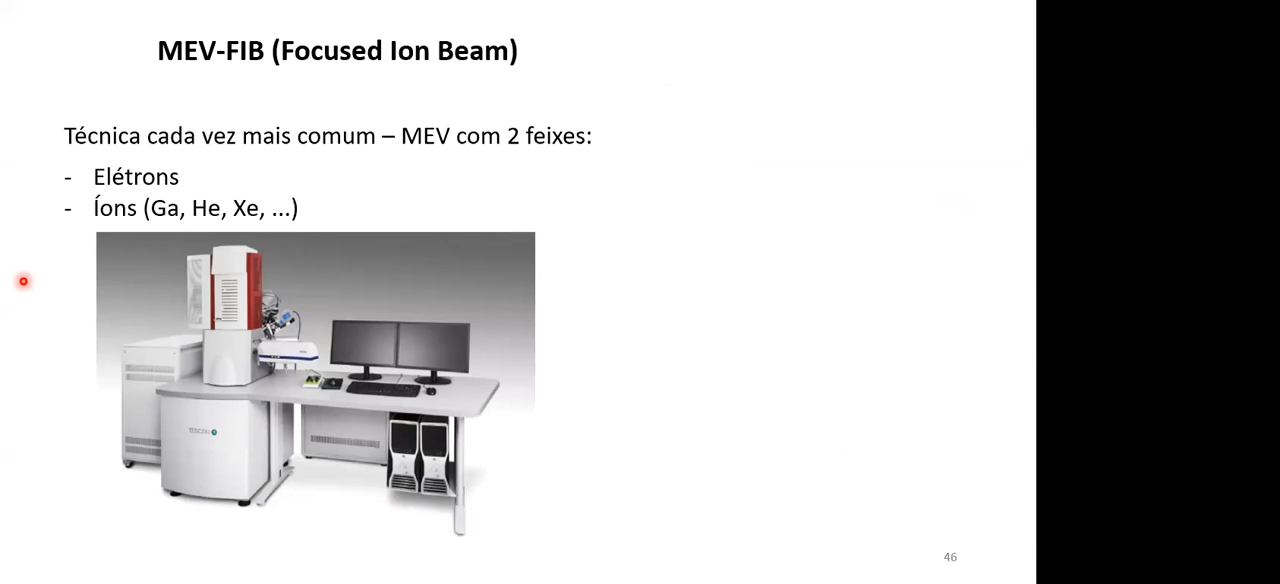 MEV-FIB (Focused Ion Beam)
Técnica cada vez mais comum – MEV com 2 feixes:
- Elétrons
- Íons (Ga, He, Xe, ...)
TESCAN
46